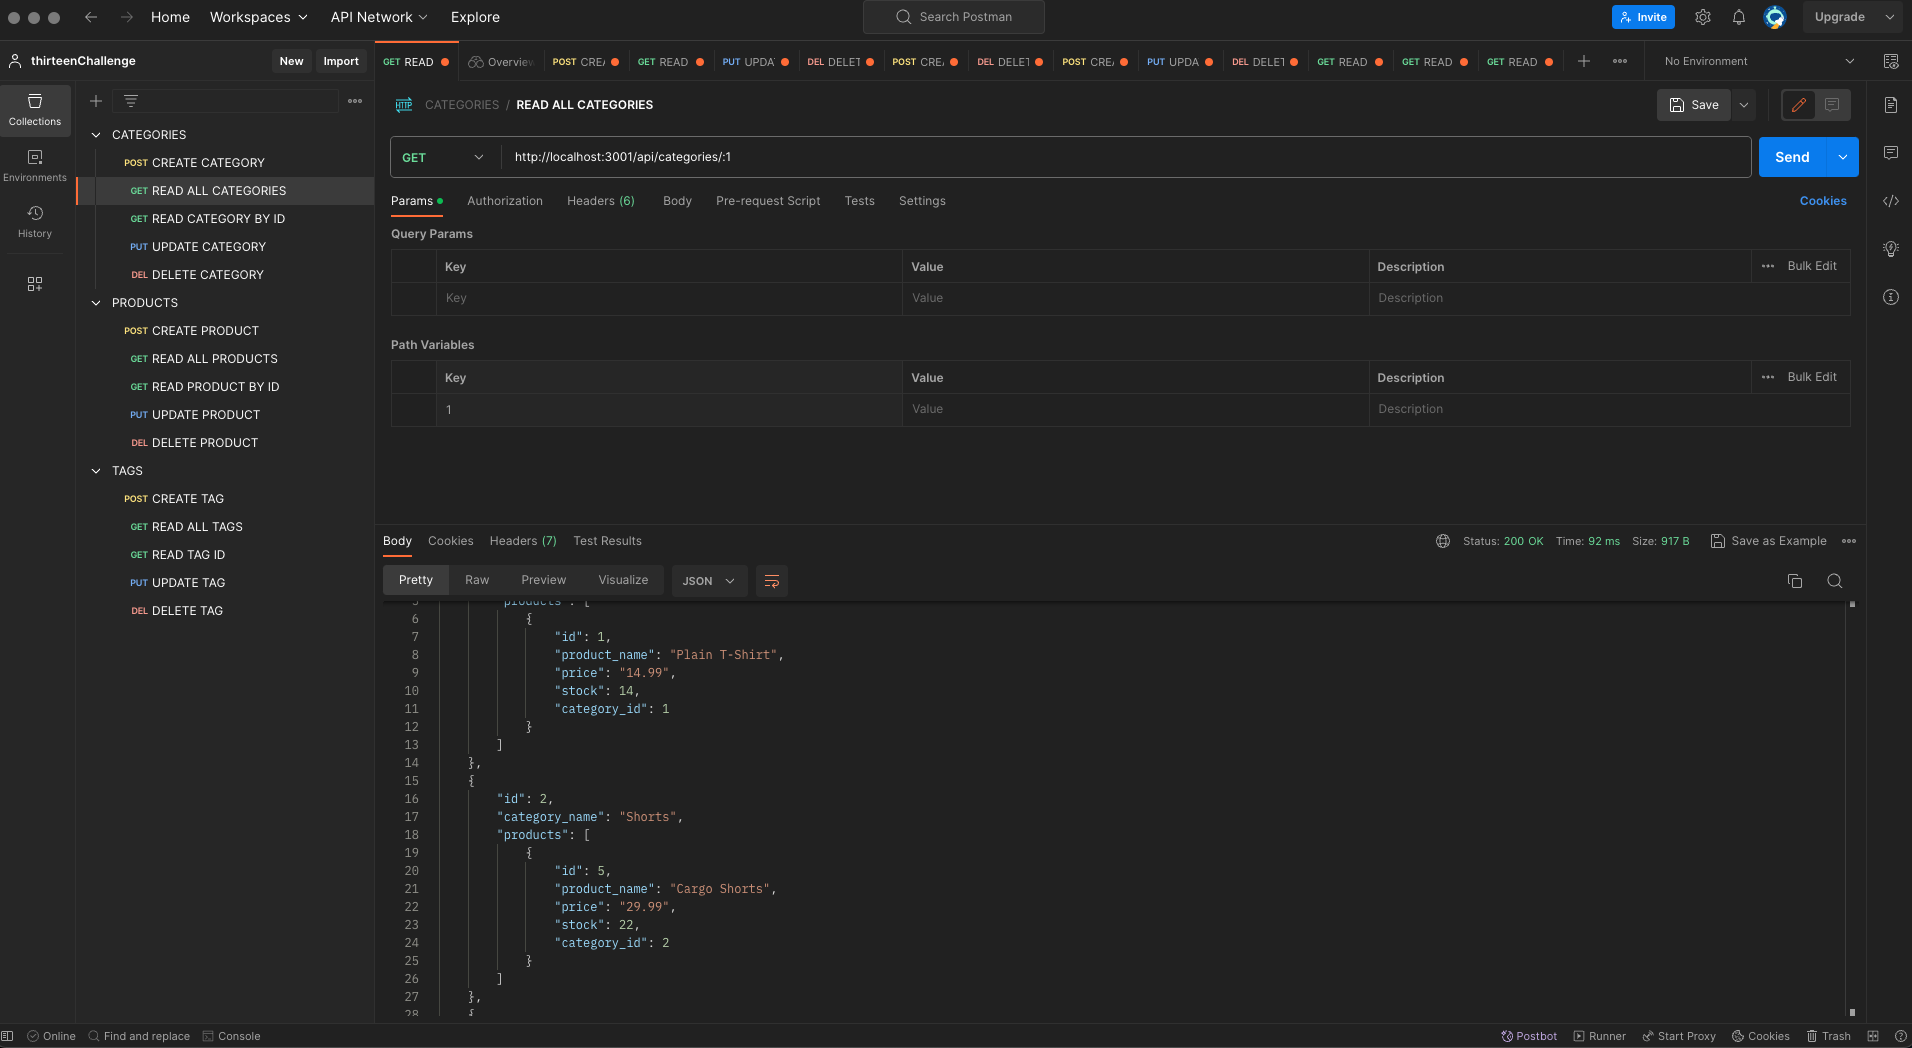 Home Workspaces API Network Explore Search Postman Invite Upgrade
thirteenChallenge New Import GET READ Overview POST CREA GET READ PUT UPDA DEL DELET POST CREA DEL DELET POST CREA PUT UPDA DEL DELET GET READ GET READ GET READ No Environment
Collections
Environments
History
CATEGORIES
POST CREATE CATEGORY
GET READ ALL CATEGORIES
GET READ CATEGORY BY ID
PUT UPDATE CATEGORY
DEL DELETE CATEGORY
PRODUCTS
POST CREATE PRODUCT
GET READ ALL PRODUCTS
GET READ PRODUCT BY ID
PUT UPDATE PRODUCT
DEL DELETE PRODUCT
TAGS
POST CREATE TAG
GET READ ALL TAGS
GET READ TAG ID
PUT UPDATE TAG
DEL DELETE TAG
HTTP CATEGORIES / READ ALL CATEGORIES Save
GET http://localhost:3001/api/categories/:1 Send
Params Authorization Headers (6) Body Pre-request Script Tests Settings Cookies
Query Params
Key Value Description Bulk Edit
Key Value Description
Path Variables
Key Value Description Bulk Edit
1 Value Description
Body Cookies Headers (7) Test Results Status: 200 OK Time: 92 ms Size: 917 B Save as Example
Pretty Raw Preview Visualize JSON
5 "products": [
6 {
7 "id": 1,
8 "product_name": "Plain T-Shirt",
9 "price": "14.99",
10 "stock": 14,
11 "category_id": 1
12 }
13 ]
14 },
15 {
16 "id": 2,
17 "category_name": "Shorts",
18 "products": [
19 {
20 "id": 5,
21 "product_name": "Cargo Shorts",
22 "price": "29.99",
23 "stock": 22,
24 "category_id": 2
25 }
26 ]
27 },
28 {
Online Find and replace Console Postbot Runner Start Proxy Cookies Trash